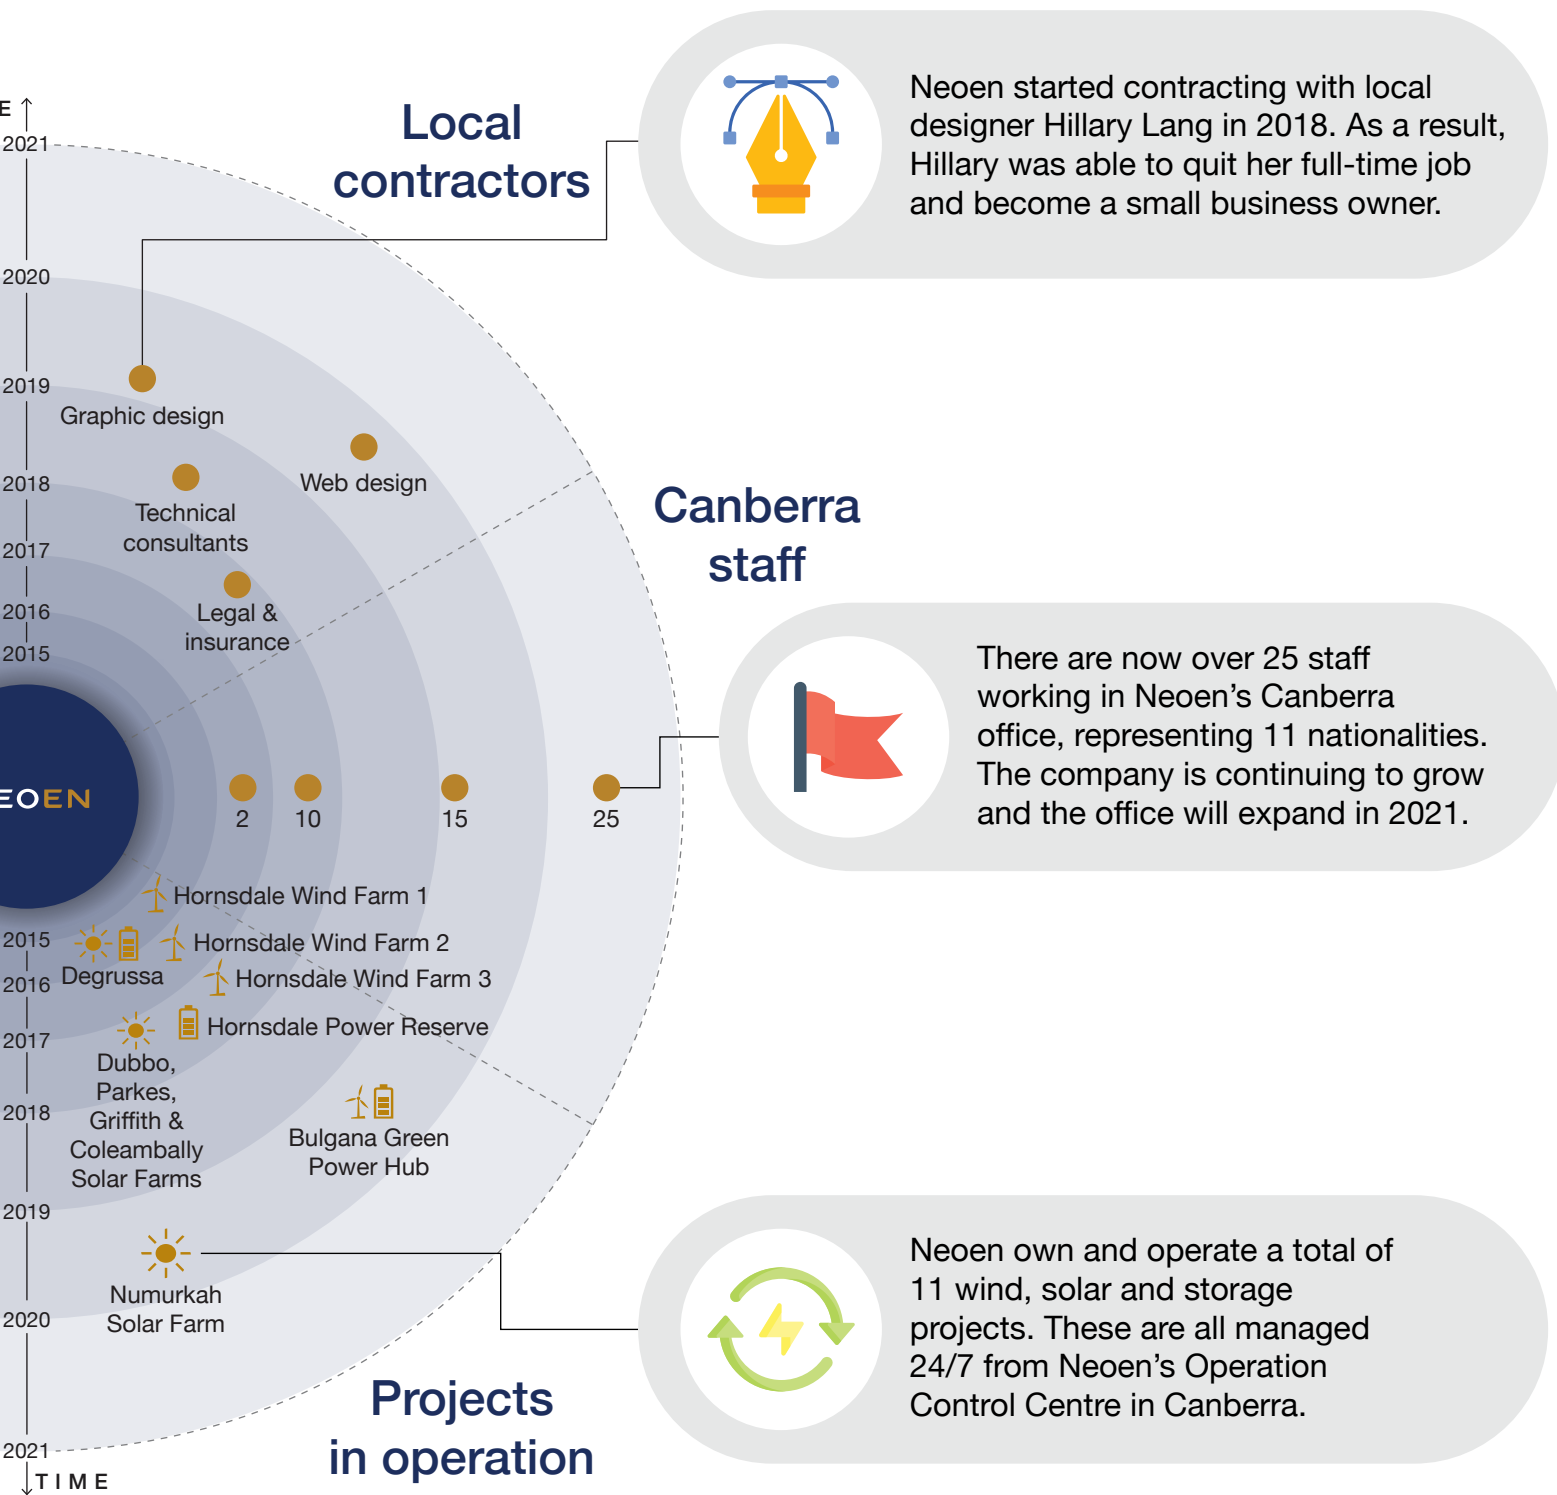 E
2021
2020
2019
2018
2017
2016
2015
Local
contractors
Graphic design
Web design
Technical
consultants
Legal &
insurance
Neoen started contracting with local
designer Hillary Lang in 2018. As a result,
Hillary was able to quit her full-time job
and become a small business owner.
Canberra
staff
EOEN
2
10
15
25
There are now over 25 staff
working in Neoen’s Canberra
office, representing 11 nationalities.
The company is continuing to grow
and the office will expand in 2021.
Hornsdale Wind Farm 1
Hornsdale Wind Farm 2
Degrussa
Hornsdale Wind Farm 3
Hornsdale Power Reserve
Dubbo,
Parkes,
Griffith &
Coleambally
Solar Farms
Bulgana Green
Power Hub
Numurkah
Solar Farm
2015
2016
2017
2018
2019
2020
2021
TIME
Projects
in operation
Neoen own and operate a total of
11 wind, solar and storage
projects. These are all managed
24/7 from Neoen’s Operation
Control Centre in Canberra.